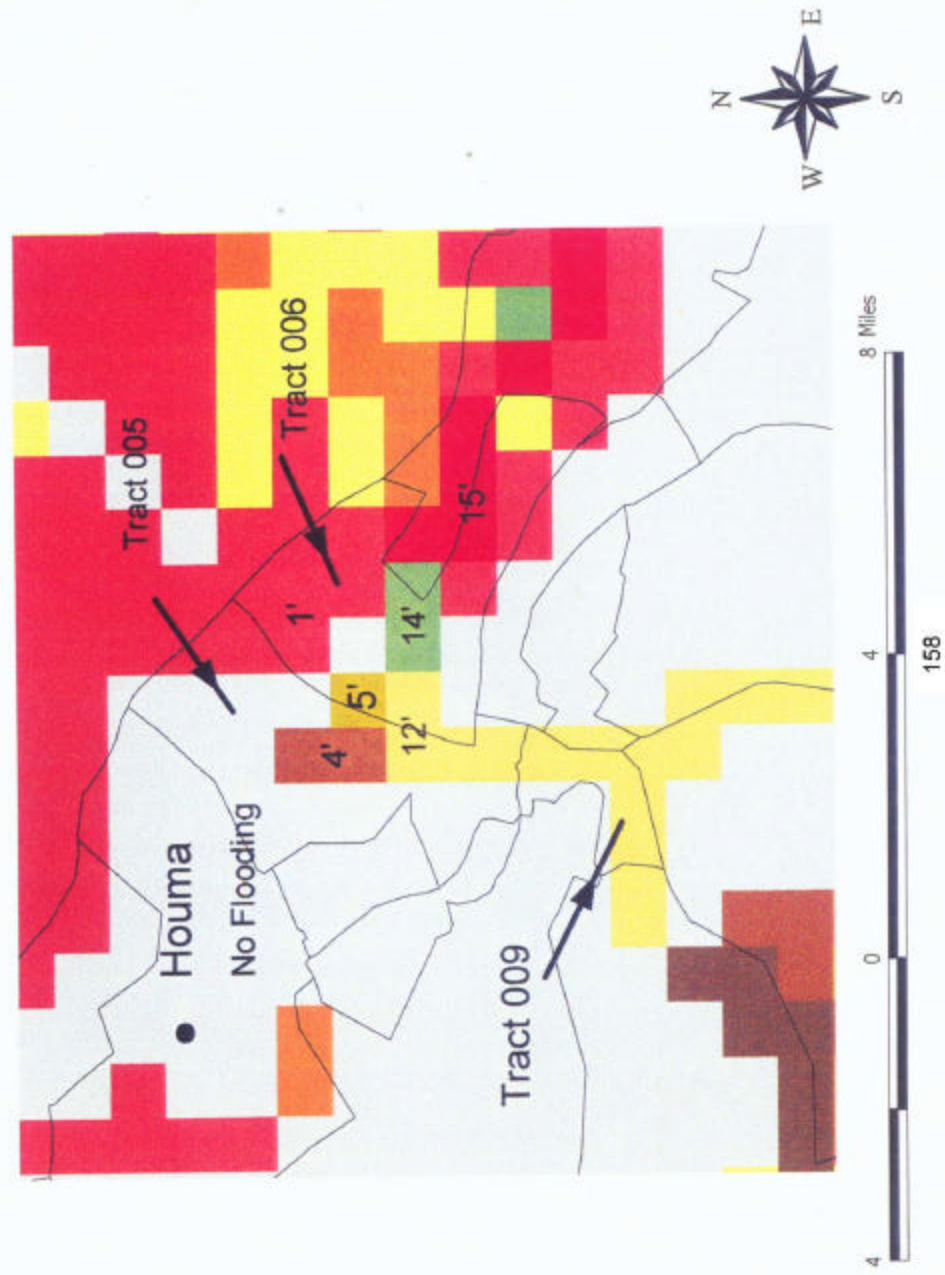 N
W
E
S
Tract 005
Tract 006
1'
15'
14'
5'
12'
4'
Houma
No Flooding
Tract 009
4
0
4
8 Miles
158